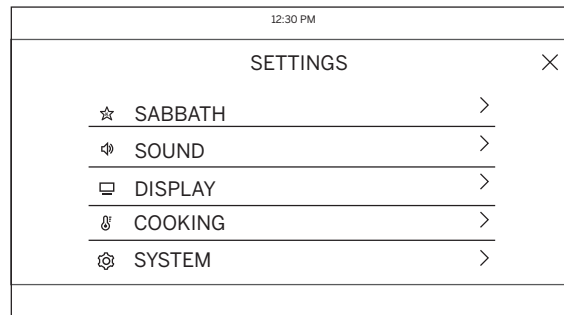 12:30 PM
SETTINGS
SABBATH
SOUND
DISPLAY
COOKING
SYSTEM